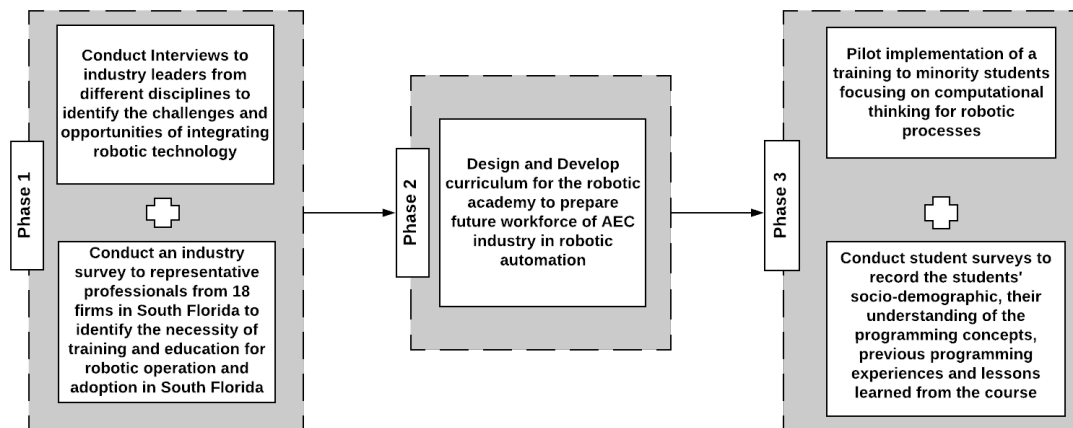 Phase 1
Conduct Interviews to
industry leaders from
different disciplines to
identify the challenges and
opportunities of integrating
robotic technology
Conduct an industry
survey to representative
professionals from 18
firms in South Florida to
identify the necessity of
training and education for
robotic operation and
adoption in South Florida
Phase 2
Design and Develop
curriculum for the robotic
academy to prepare
future workforce of AEC
industry in robotic
automation
Phase 3
Pilot implementation of a
training to minority students
focusing on computational
thinking for robotic
processes
Conduct student surveys to
record the students'
socio-demographic, their
understanding of the
programming concepts,
previous programming
experiences and lessons
learned from the course